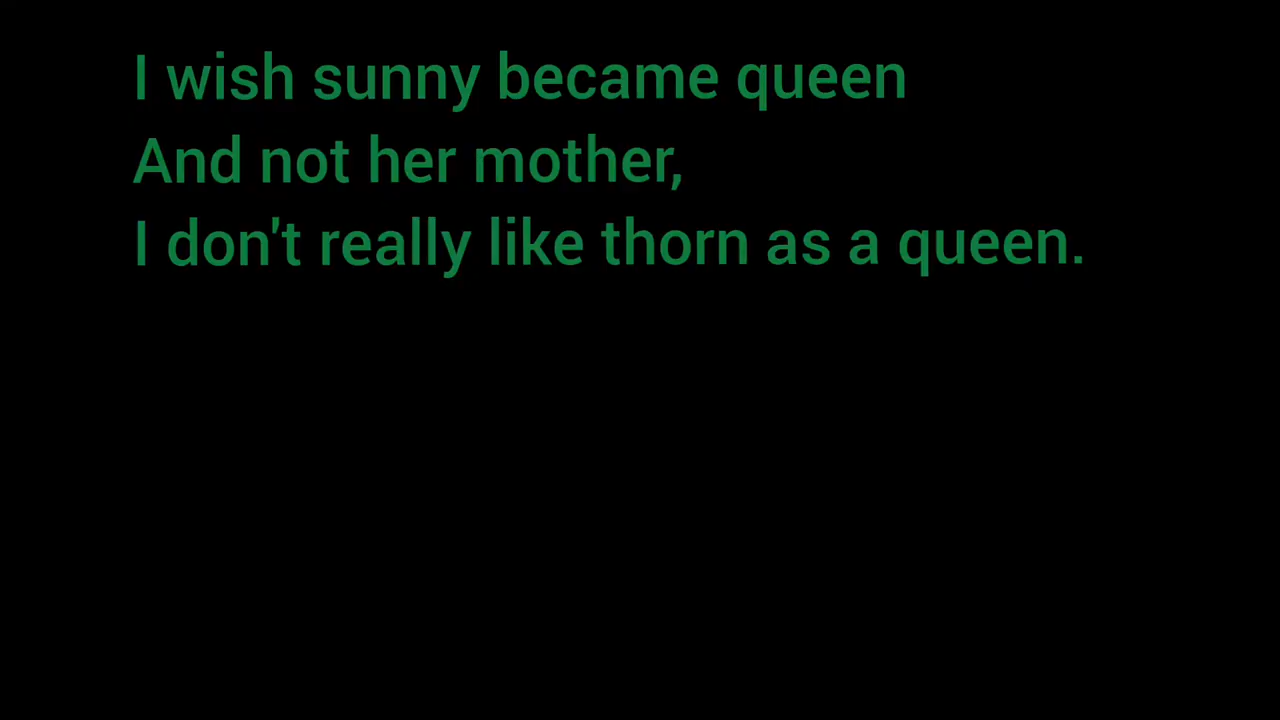 I wish sunny became queen
And not her mother,
I don't really like thorn as a queen.